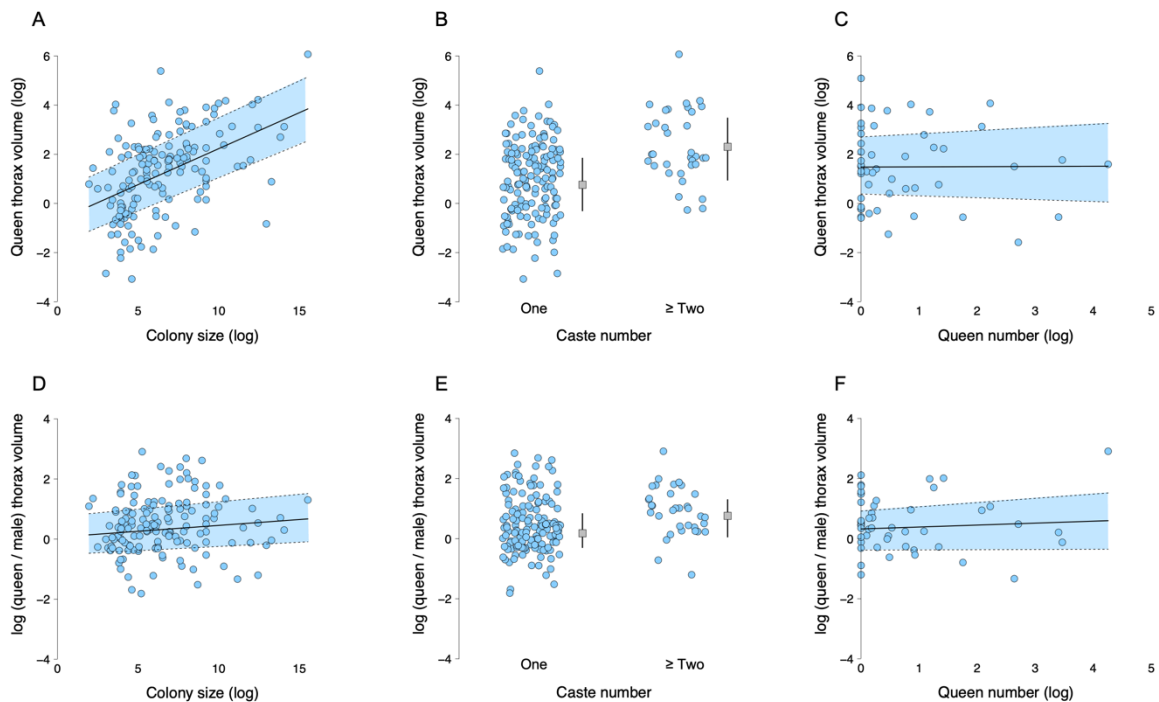 A
Queen thorax volume (log)
6
4
2
0
−2
−4
0
5
10
15
Colony size (log)
B
Queen thorax volume (log)
6
4
2
0
−2
−4
One
≥ Two
Caste number
C
Queen thorax volume (log)
6
4
2
0
−2
−4
0
1
2
3
4
5
Queen number (log)
D
log (queen / male) thorax volume
4
2
0
−2
−4
0
5
10
15
Colony size (log)
E
log (queen / male) thorax volume
4
2
0
−2
−4
One
≥ Two
Caste number
F
log (queen / male) thorax volume
4
2
0
−2
−4
0
1
2
3
4
5
Queen number (log)